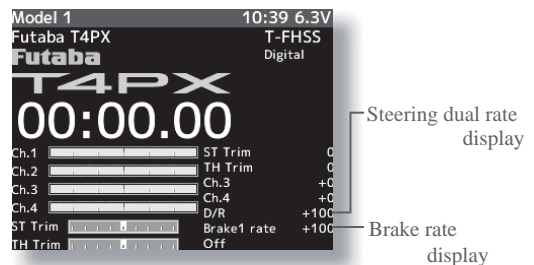 Model 1 10:39 6.3V
Futaba T4PX T-FHSS
Futaba Digital
T4PX
00:00.00
Ch.1 ST Trim 0
Ch.2 TH Trim 0
Ch.3 Ch.3 +0
Ch.4 Ch.4 +0
D/R +100
ST Trim Brake1 rate +100
TH Trim Off
Steering dual rate
display
Brake rate
display